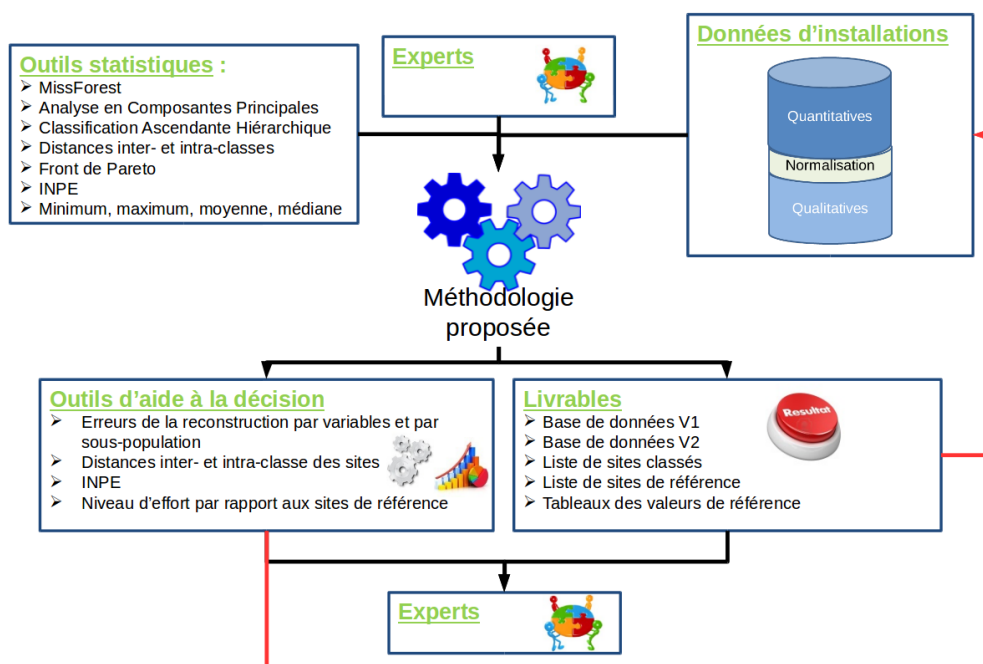 Outils statistiques :
➢ MissForest
➢ Analyse en Composantes Principales
➢ Classification Ascendante Hiérarchique
➢ Distances inter- et intra-classes
➢ Front de Pareto
➢ INPE
➢ Minimum, maximum, moyenne, médiane
Experts
Données d’installations
Quantitatives
Normalisation
Qualitatives
Méthodologie
proposée
Outils d’aide à la décision
➢ Erreurs de la reconstruction par variables et par
sous-population
➢ Distances inter- et intra-classe des sites
➢ INPE
➢ Niveau d’effort par rapport aux sites de référence
Livrables
➢ Base de données V1
➢ Base de données V2
➢ Liste de sites classés
➢ Liste de sites de référence
➢ Tableaux des valeurs de référence
Resultat
Experts